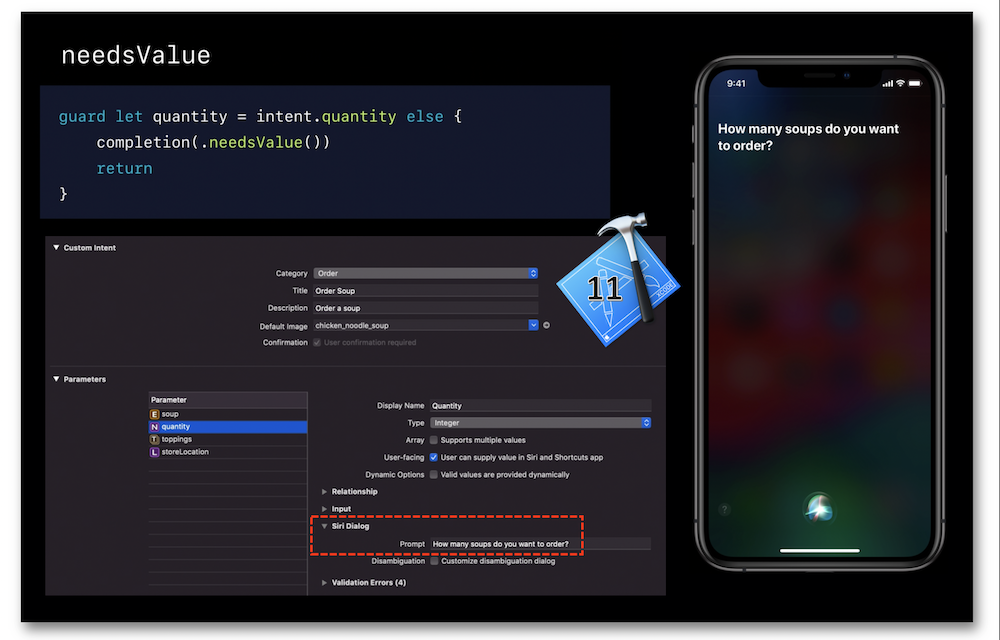 needsValue
guard let quantity = intent.quantity else {
completion(.needsValue())
return
}
Custom Intent
Category Order
Title Order Soup
Description Order a soup
Default Image chicken_noodle_soup
Confirmation User confirmation required
Parameters
Parameter
E soup
N quantity
T toppings
L storeLocation
Display Name Quantity
Type Integer
Array Supports multiple values
User-facing User can supply value in Siri and Shortcuts app
Dynamic Options Valid values are provided dynamically
Relationship
Input
Siri Dialog
Prompt How many soups do you want to order?
Disambiguation Customize disambiguation dialog
Validation Errors (4)
11
XCODE
9:41
How many soups do you want
to order?
?